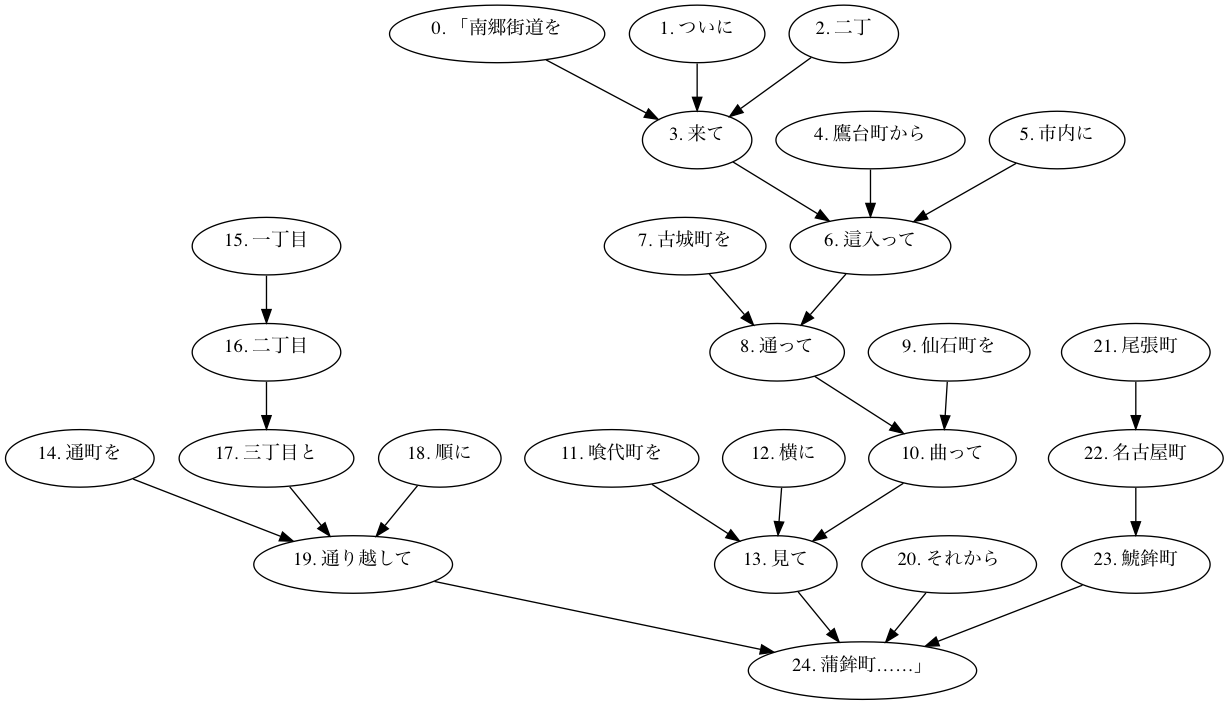 0. 「南郷街道を
1. ついに
2. 二丁
3. 来て
4. 鷹台町から
5. 市内に
6. 這入って
7. 古城町を
8. 通って
9. 仙石町を
10. 曲って
11. 喰代町を
12. 横に
13. 見て
14. 通町を
15. 一丁目
16. 二丁目
17. 三丁目と
18. 順に
19. 通り越して
20. それから
21. 尾張町
22. 名古屋町
23. 鯱鉾町
24. 蒲鉾町……」